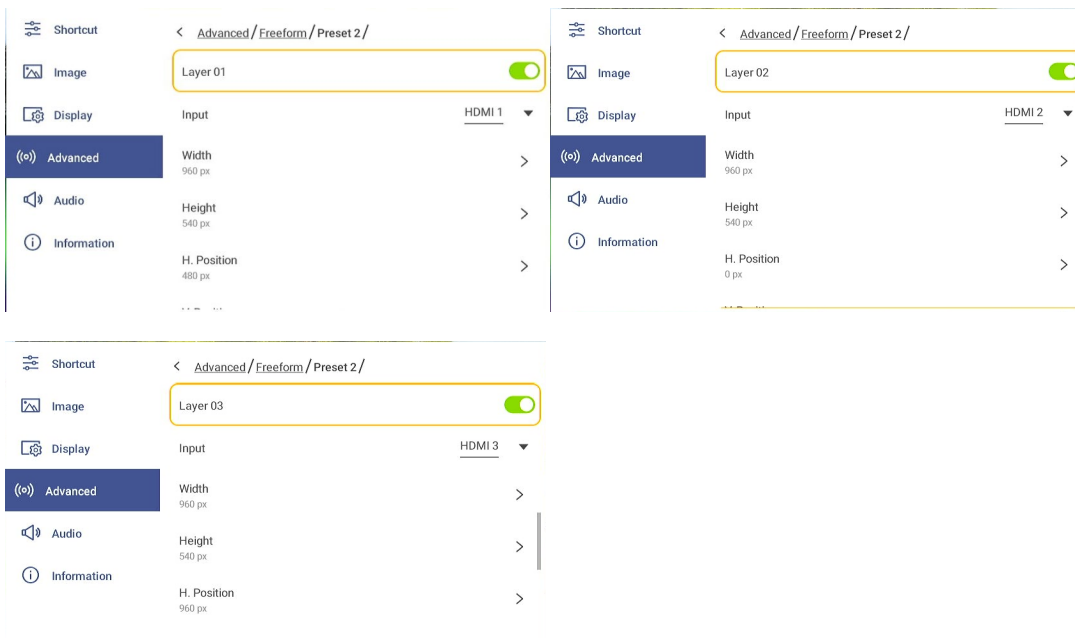 Shortcut
Image
Display
Advanced
Audio
Information
Advanced/Freeform/Preset 2/
Layer 01
Input HDMI 1
Width
960 px
Height
540 px
H. Position
480 px
Shortcut
Image
Display
Advanced
Audio
Information
Advanced/Freeform/Preset 2/
Layer 02
Input HDMI 2
Width
960 px
Height
540 px
H. Position
0 px
Shortcut
Image
Display
Advanced
Audio
Information
Advanced/Freeform/Preset 2/
Layer 03
Input HDMI 3
Width
960 px
Height
540 px
H. Position
960 px